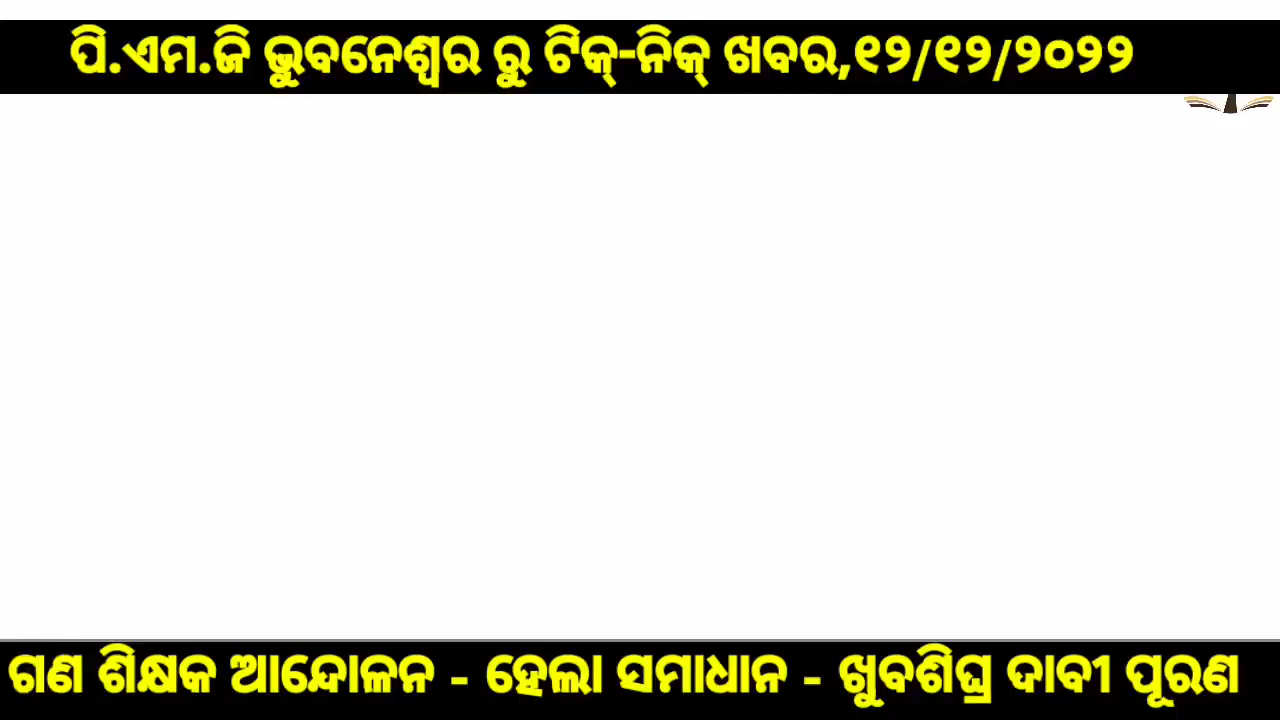 ପି.ଏମ.ଜି ଭୁବନେଶ୍ୱର ରୁ ଟିକ୍-ନିକ୍ ଖବର,୧୨/୧୨/୨୦୨୨
ଗଣ ଶିକ୍ଷକ ଆନ୍ଦୋଳନ - ହେଲା ସମାଧାନ - ଖୁବଶିଘ୍ର ଦାବୀ ପୂରଣ